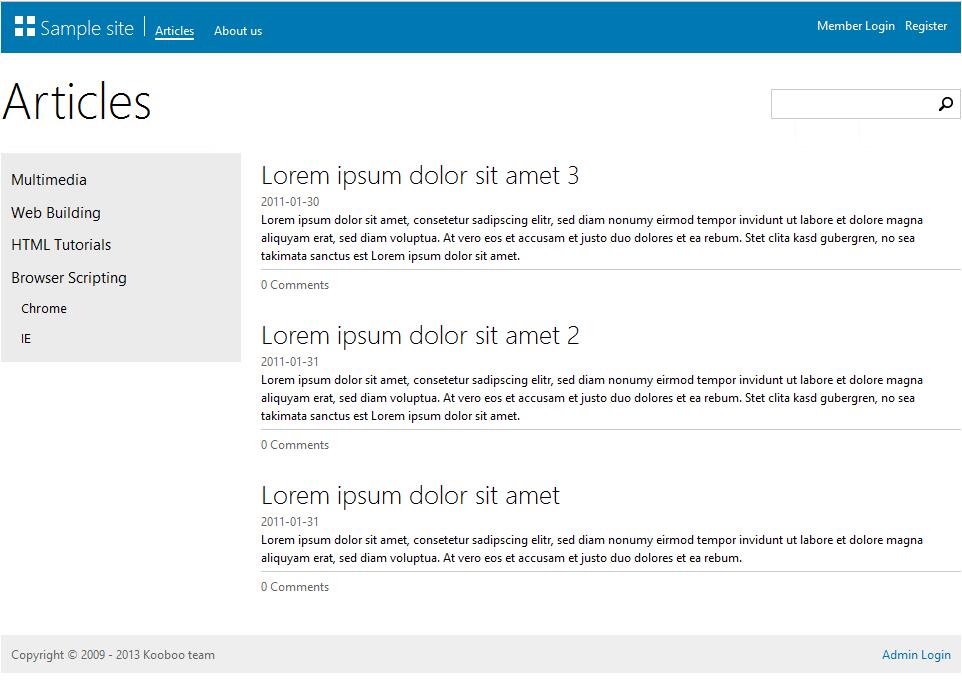 Sample site
Articles
About us
Member Login
Register
Articles
Multimedia
Web Building
HTML Tutorials
Browser Scripting
Chrome
IE
Lorem ipsum dolor sit amet 3
2011-01-30
Lorem ipsum dolor sit amet, consetetur sadipscing elitr, sed diam nonumy eirmod tempor invidunt ut labore et dolore magna
aliquyam erat, sed diam voluptua. At vero eos et accusam et justo duo dolores et ea rebum. Stet clita kasd gubergren, no sea
takimata sanctus est Lorem ipsum dolor sit amet.
0 Comments
Lorem ipsum dolor sit amet 2
2011-01-31
Lorem ipsum dolor sit amet, consetetur sadipscing elitr, sed diam nonumy eirmod tempor invidunt ut labore et dolore magna
aliquyam erat, sed diam voluptua. At vero eos et accusam et justo duo dolores et ea rebum. Stet clita kasd gubergren, no sea
takimata sanctus est Lorem ipsum dolor sit amet.
0 Comments
Lorem ipsum dolor sit amet
2011-01-31
Lorem ipsum dolor sit amet, consetetur sadipscing elitr, sed diam nonumy eirmod tempor invidunt ut labore et dolore magna
aliquyam erat, sed diam voluptua. At vero eos et accusam et justo duo dolores et ea rebum.
0 Comments
Copyright © 2009 - 2013 Kooboo team
Admin Login